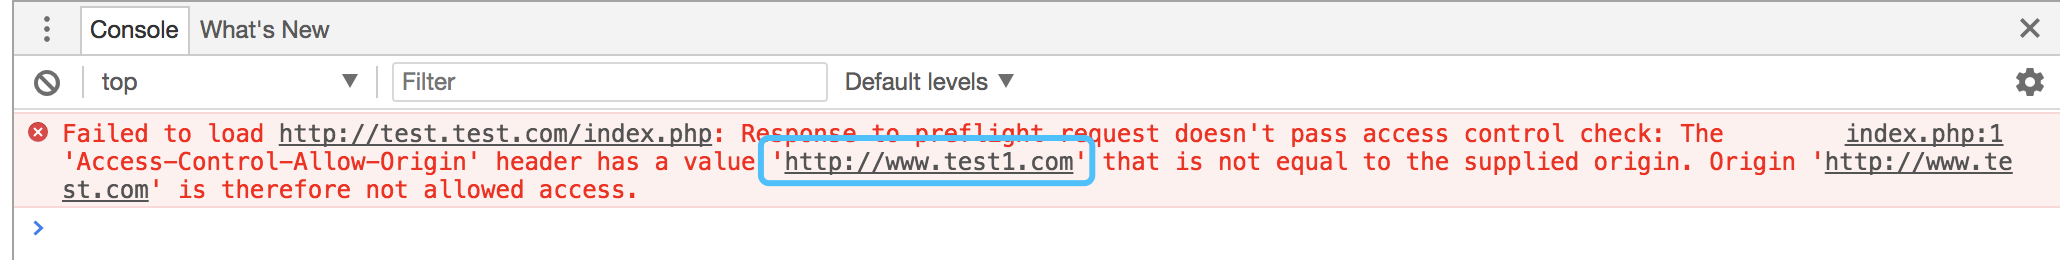 Console What's New
top Filter Default levels
Failed to load http://test.test.com/index.php: Response to preflight request doesn't pass access control check: The index.php:1
'Access-Control-Allow-Origin' header has a value 'http://www.test1.com' that is not equal to the supplied origin. Origin 'http://www.te
st.com' is therefore not allowed access.